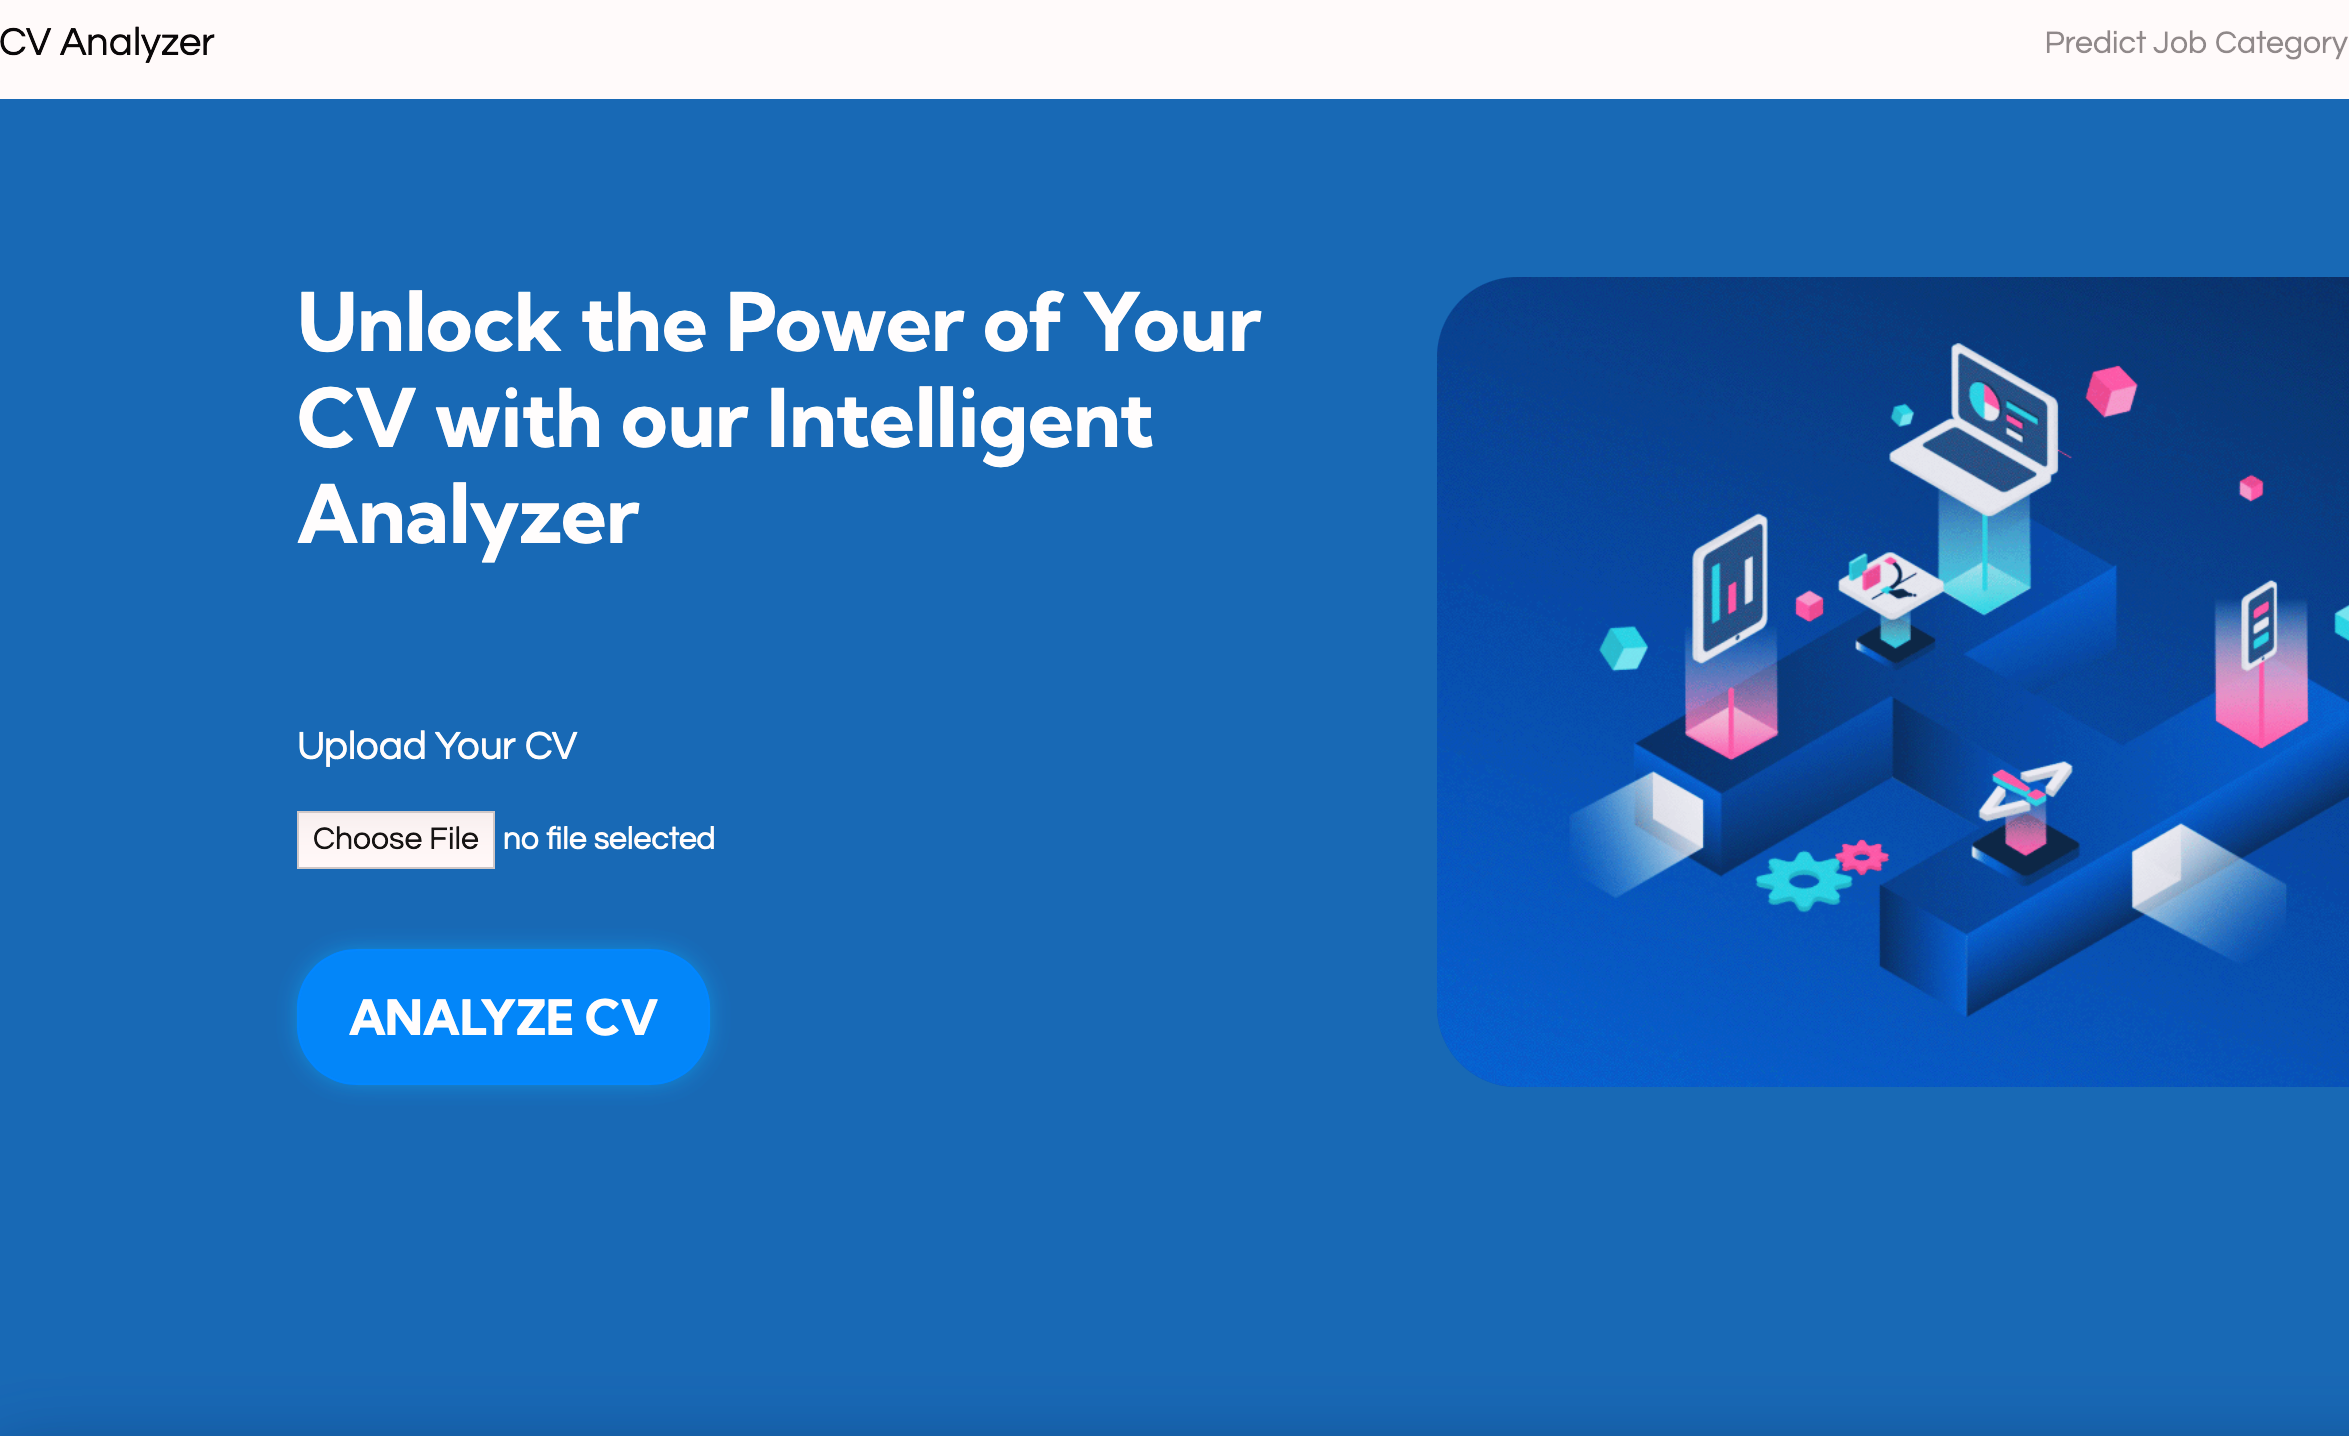 CV Analyzer
Predict Job Category
Unlock the Power of Your
CV with our Intelligent
Analyzer
Upload Your CV
Choose File no file selected
ANALYZE CV